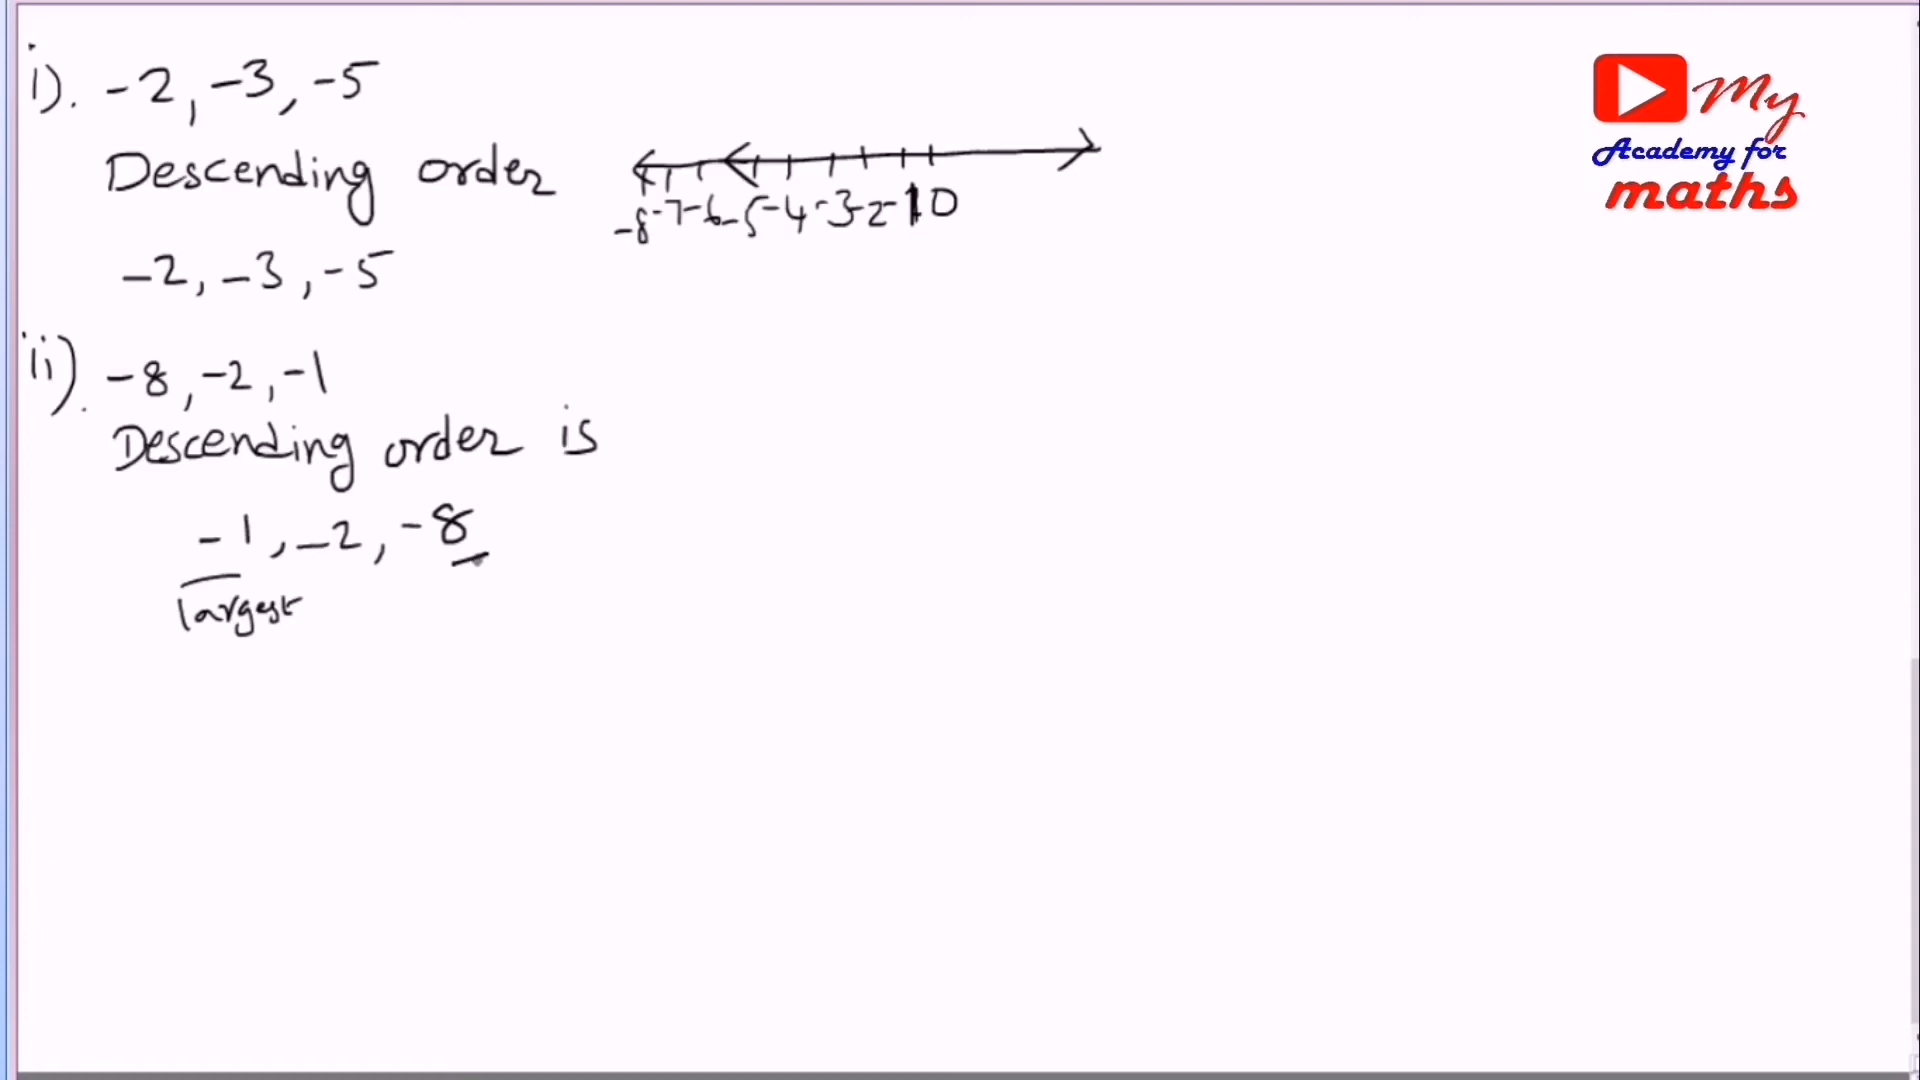 i). -2, -3, -5
Descending order
-8 -7 -6 -5 -4 -3 -2 -1 0
-2, -3, -5
ii). -8, -2, -1
Descending order is
-1, -2, -8
largest
My
Academy for
maths